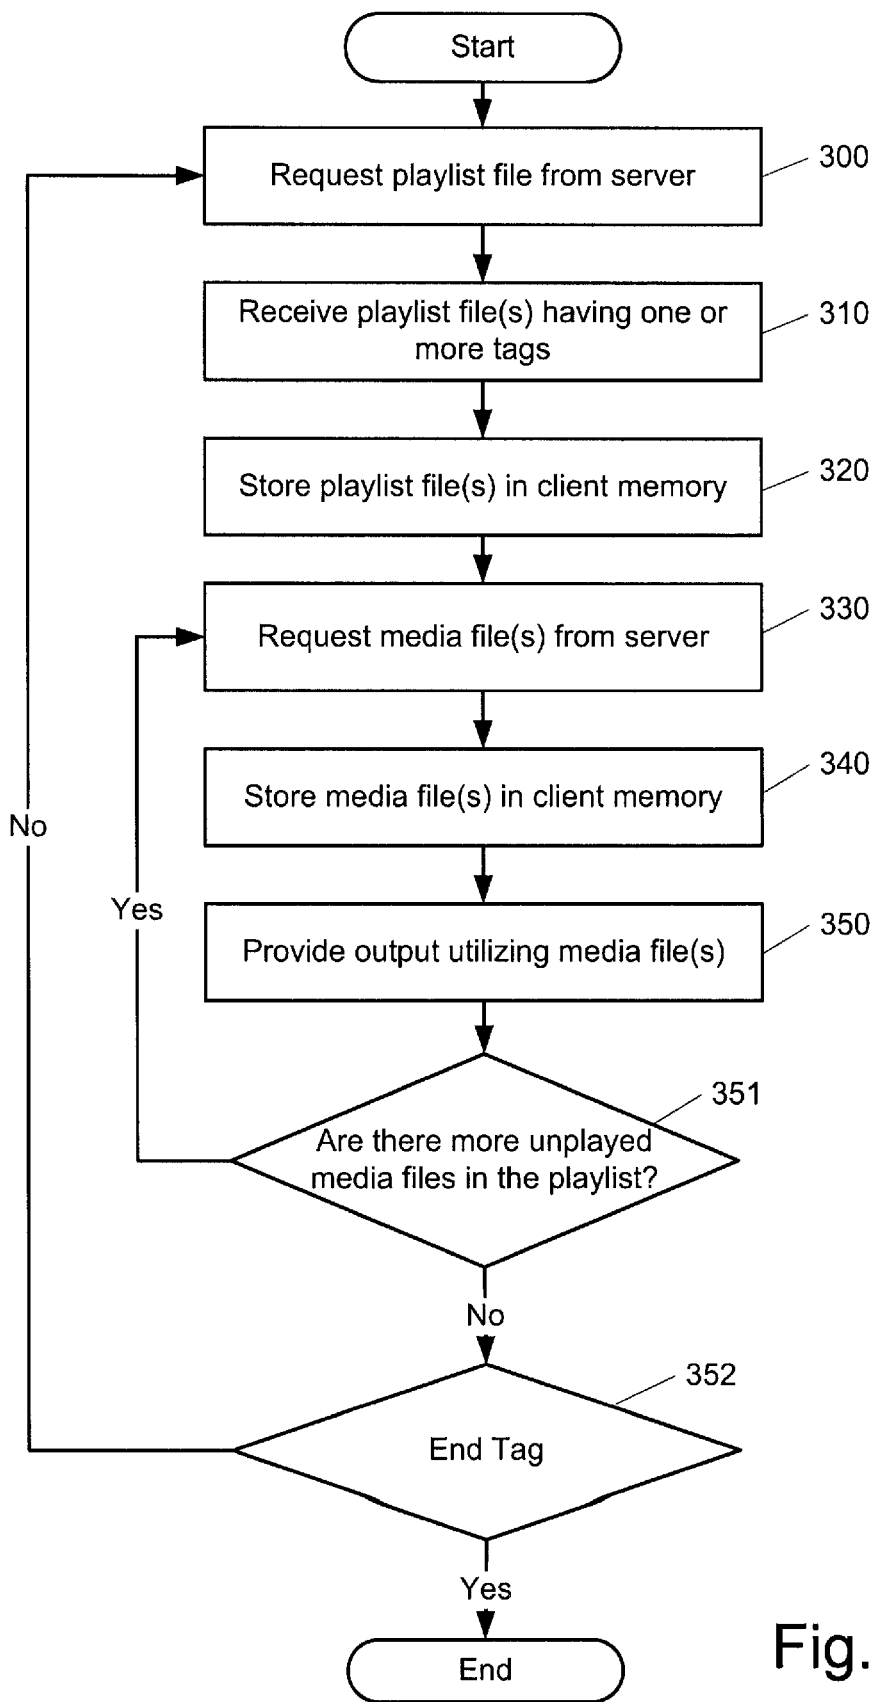 Start
Request playlist file from server
300
Receive playlist file(s) having one or
more tags
310
Store playlist file(s) in client memory
320
Request media file(s) from server
330
Store media file(s) in client memory
340
No
Yes
Provide output utilizing media file(s)
350
351
Are there more unplayed
media files in the playlist?
No
352
End Tag
Yes
End
Fig.